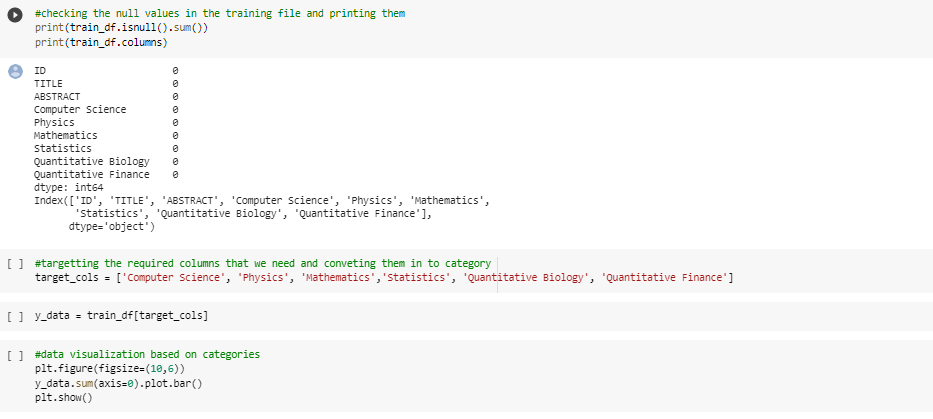 #checking the null values in the training file and printing them
print(train_df.isnull().sum())
print(train_df.columns)
ID                      0
TITLE                   0
ABSTRACT                0
Computer Science        0
Physics                 0
Mathematics             0
Statistics              0
Quantitative Biology    0
Quantitative Finance    0
dtype: int64
Index(['ID', 'TITLE', 'ABSTRACT', 'Computer Science', 'Physics', 'Mathematics',
       'Statistics', 'Quantitative Biology', 'Quantitative Finance'],
      dtype='object')
[ ] #targetting the required columns that we need and conveting them in to category
target_cols = ['Computer Science', 'Physics', 'Mathematics','Statistics', 'Quantitative Biology', 'Quantitative Finance']
[ ] y_data = train_df[target_cols]
[ ] #data visualization based on categories
plt.figure(figsize=(10,6))
y_data.sum(axis=0).plot.bar()
plt.show()